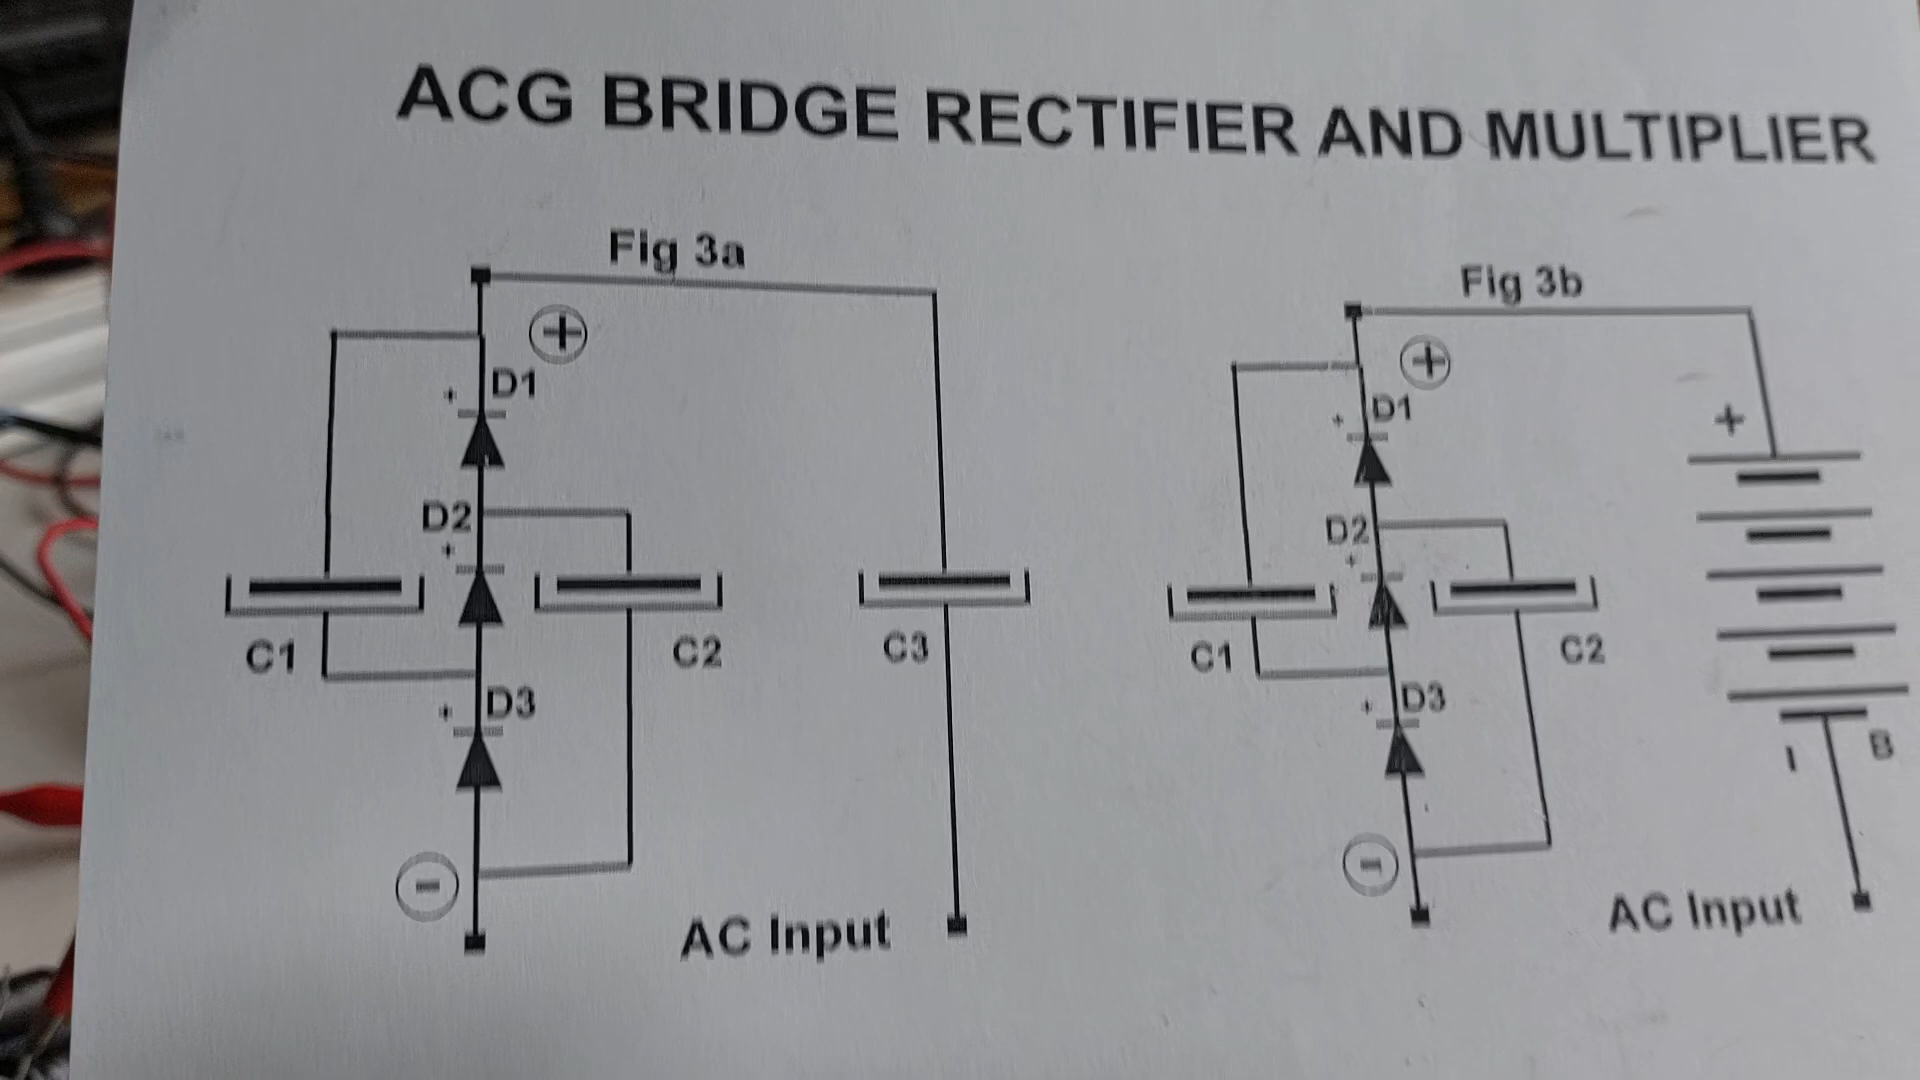 ACG BRIDGE RECTIFIER AND MULTIPLIER
Fig 3a
+
D1
+
D2
+
C1
C2
C3
+
D3
-
AC Input
Fig 3b
+
D1
+
+
D2
+
C1
C2
+
D3
B
-
AC Input